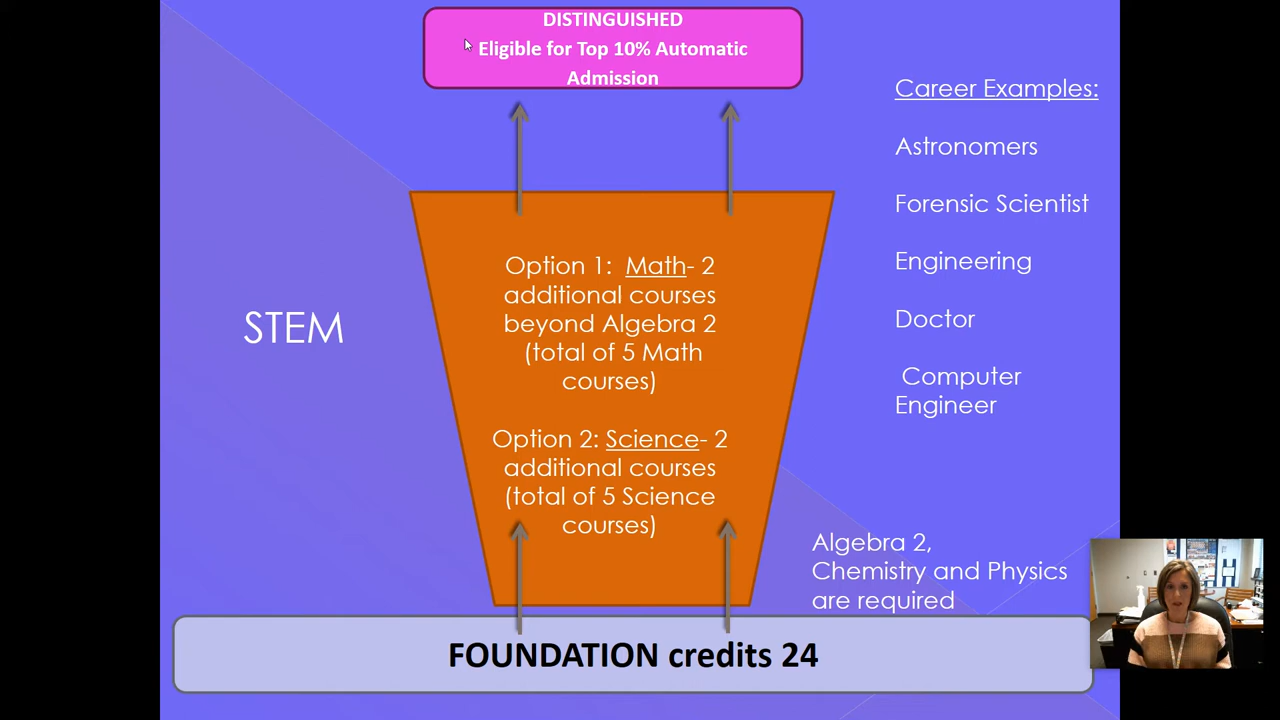 DISTINGUISHED
Eligible for Top 10% Automatic
Admission
Career Examples:
Astronomers
Forensic Scientist
Engineering
Doctor
Computer
Engineer
STEM
Option 1:  Math- 2
additional courses
beyond Algebra 2
(total of 5 Math
courses)
Option 2: Science- 2
additional courses
(total of 5 Science
courses)
Algebra 2,
Chemistry and Physics
are required
FOUNDATION credits 24